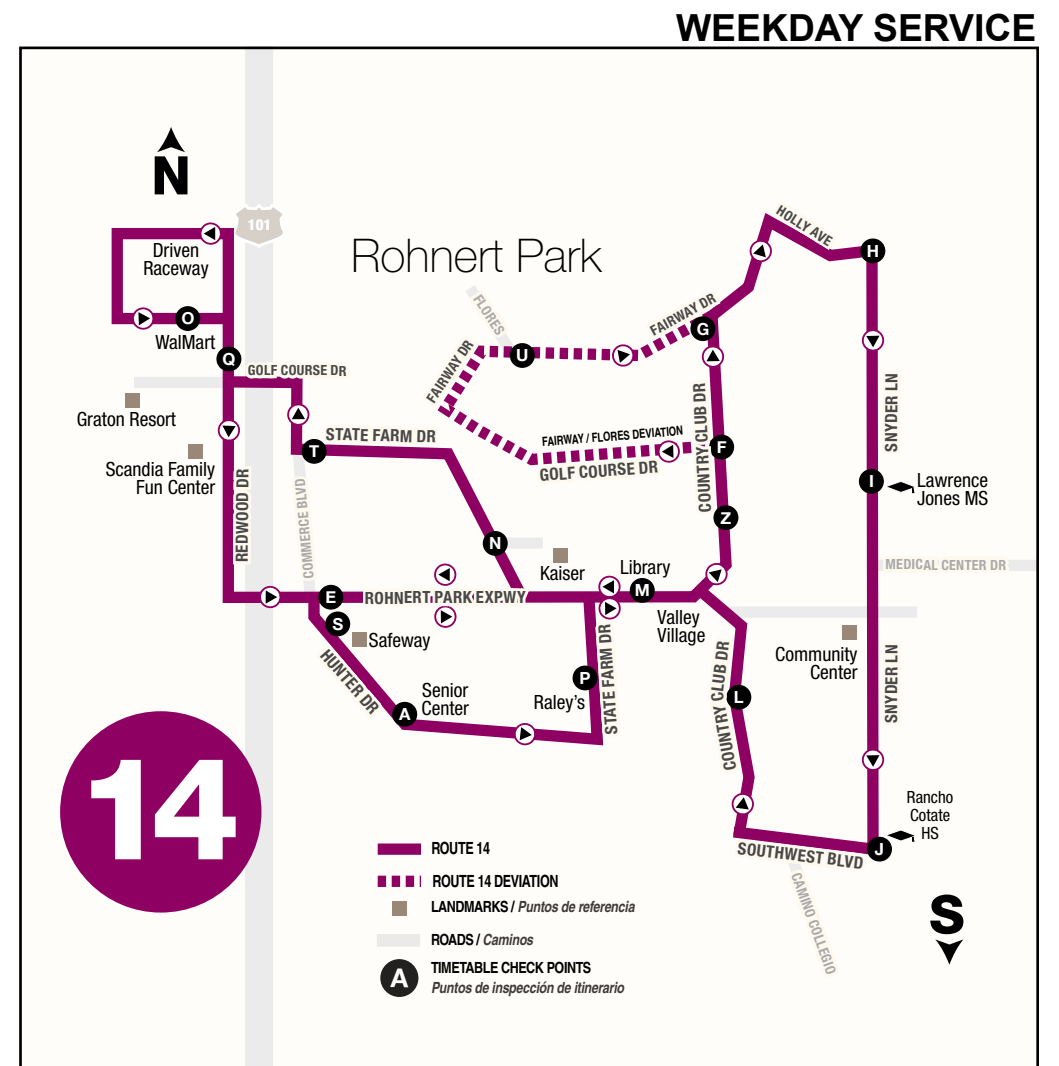 WEEKDAY SERVICE
N
101
Rohnert Park
HOLLY AVE
H
Driven
Raceway
O
WalMart
Q
GOLF COURSE DR
Graton Resort
Scandia Family
Fun Center
REDWOOD DR
T
STATE FARM DR
COMMERCE BLVD
FLORES
U
FAIRWAY DR
FAIRWAY DR
G
FAIRWAY / FLORES DEVIATION
GOLF COURSE DR
F
COUNTRY CLUB DR
Z
SNYDER LN
I
Lawrence
Jones MS
MEDICAL CENTER DR
N
Kaiser
Library
M
Valley
Village
E
ROHNERT PARK EXPWY
S
Safeway
HUNTER DR
A
Senior
Center
P
Raley's
STATE FARM DR
COUNTRY CLUB DR
L
Community
Center
SNYDER LN
Rancho
Cotate
HS
J
SOUTHWEST BLVD
CAMINO COLLEGIO
S
14
ROUTE 14
ROUTE 14 DEVIATION
LANDMARKS / Puntos de referencia
ROADS / Caminos
A
TIMETABLE CHECK POINTS
Puntos de inspección de itinerario